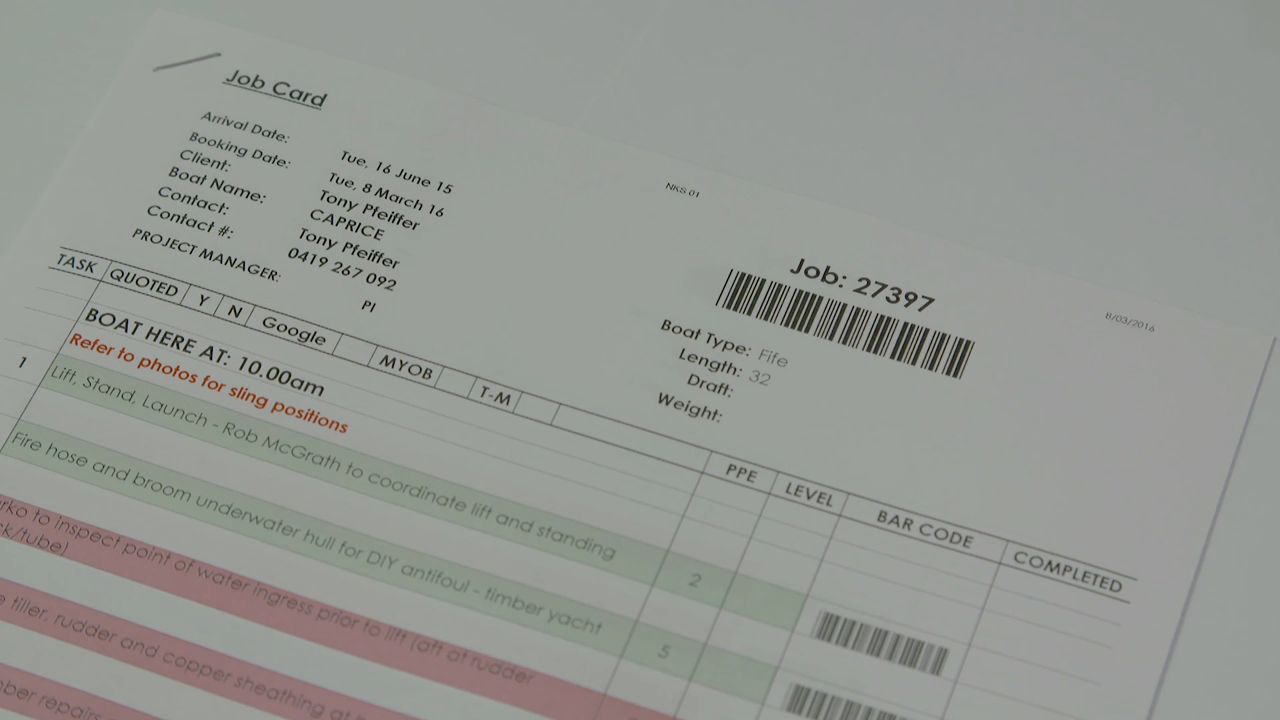 Job Card
Arrival Date: Tue, 16 June 15
Booking Date: Tue, 8 March 16
Client: Tony Pfeiffer
Boat Name: CAPRICE
Contact: Tony Pfeiffer
Contact #: 0419 267 092
PROJECT MANAGER: PI
NKS 01
Job: 27397
8/03/2016
Boat Type: Fife
Length: 32
Draft:
Weight:
TASK QUOTED Y N Google MYOB T-M
PPE LEVEL BAR CODE COMPLETED
BOAT HERE AT: 10.00am
Refer to photos for sling positions
1 Lift, Stand, Launch - Rob McGrath to coordinate lift and standing 2
Fire hose and broom underwater hull for DIY antifoul - timber yacht 5
to inspect point of water ingress prior to lift (aft at rudder
/tube)
tiller, rudder and copper sheathing at
repairs